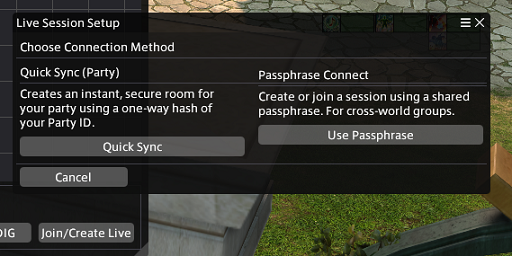 Live Session Setup
Choose Connection Method
Quick Sync (Party)
Creates an instant, secure room for
your party using a one-way hash of
your Party ID.
Quick Sync
Passphrase Connect
Create or join a session using a shared
passphrase. For cross-world groups.
Use Passphrase
Cancel
Join/Create Live